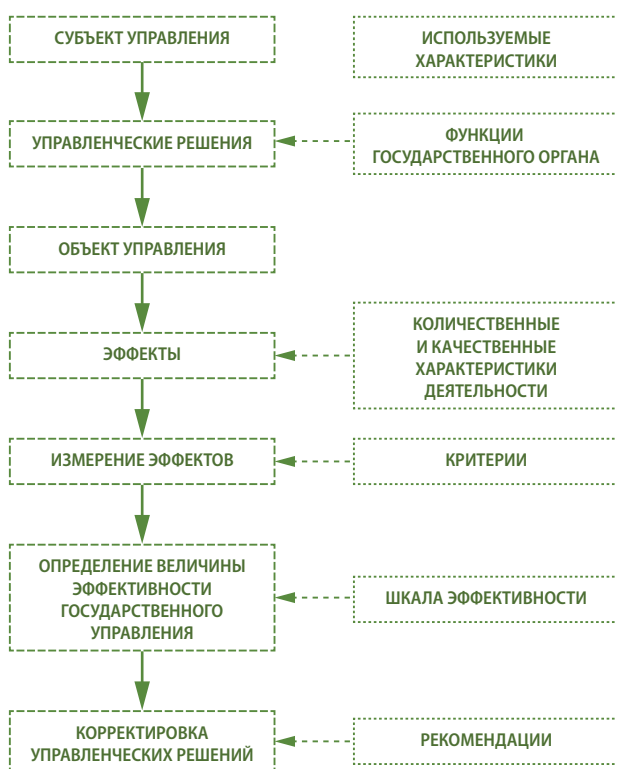 СУБЪЕКТ УПРАВЛЕНИЯ
ИСПОЛЬЗУЕМЫЕ
ХАРАКТЕРИСТИКИ
УПРАВЛЕНЧЕСКИЕ РЕШЕНИЯ
ФУНКЦИИ
ГОСУДАРСТВЕННОГО ОРГАНА
ОБЪЕКТ УПРАВЛЕНИЯ
ЭФФЕКТЫ
КОЛИЧЕСТВЕННЫЕ
И КАЧЕСТВЕННЫЕ
ХАРАКТЕРИСТИКИ
ДЕЯТЕЛЬНОСТИ
ИЗМЕРЕНИЕ ЭФФЕКТОВ
КРИТЕРИИ
ОПРЕДЕЛЕНИЕ ВЕЛИЧИНЫ
ЭФФЕКТИВНОСТИ
ГОСУДАРСТВЕННОГО
УПРАВЛЕНИЯ
ШКАЛА ЭФФЕКТИВНОСТИ
КОРРЕКТИРОВКА
УПРАВЛЕНЧЕСКИХ РЕШЕНИЙ
РЕКОМЕНДАЦИИ